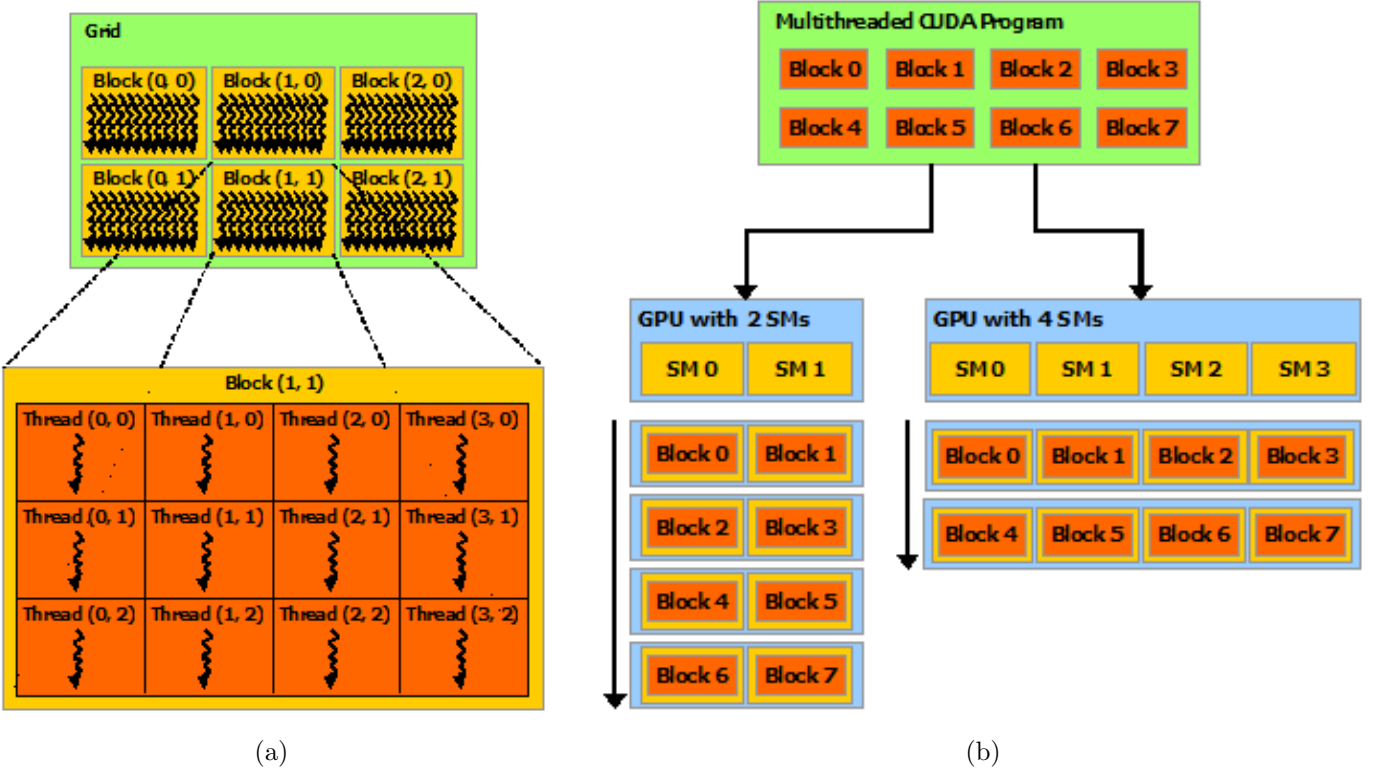 Grid
Block (0, 0) Block (1, 0) Block (2, 0)
Block (0, 1) Block (1, 1) Block (2, 1)
Block (1, 1)
Thread (0, 0) Thread (1, 0) Thread (2, 0) Thread (3, 0)
Thread (0, 1) Thread (1, 1) Thread (2, 1) Thread (3, 1)
Thread (0, 2) Thread (1, 2) Thread (2, 2) Thread (3, 2)
(a)
Multithreaded CUDA Program
Block 0 Block 1 Block 2 Block 3
Block 4 Block 5 Block 6 Block 7
GPU with 2 SMs
SM 0 SM 1
Block 0 Block 1
Block 2 Block 3
Block 4 Block 5
Block 6 Block 7
GPU with 4 SMs
SM 0 SM 1 SM 2 SM 3
Block 0 Block 1 Block 2 Block 3
Block 4 Block 5 Block 6 Block 7
(b)